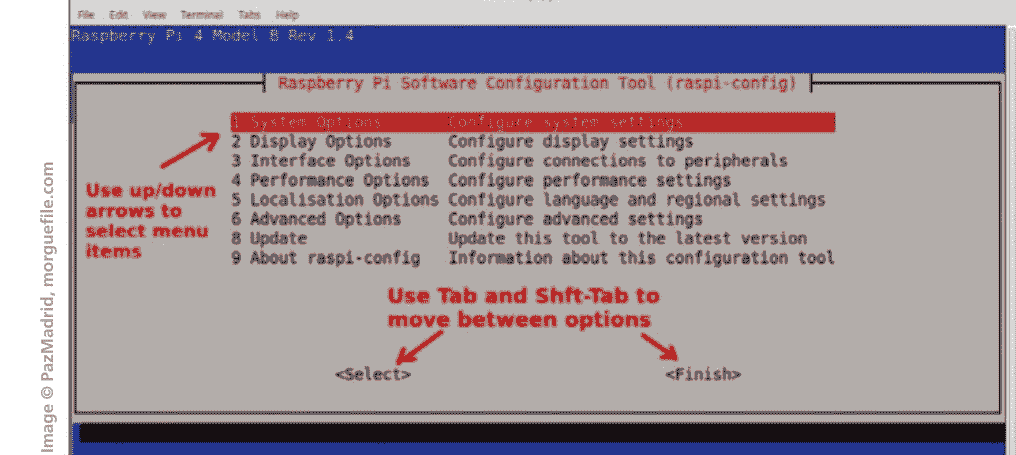 File Edit View Terminal Tabs Help
Raspberry Pi 4 Model B Rev 1.4
Raspberry Pi Software Configuration Tool (raspi-config)
1 System Options Configure system settings
2 Display Options Configure display settings
3 Interface Options Configure connections to peripherals
4 Performance Options Configure performance settings
5 Localisation Options Configure language and regional settings
6 Advanced Options Configure advanced settings
8 Update Update this tool to the latest version
9 About raspi-config Information about this configuration tool
Use up/down
arrows to
select menu
items
Use Tab and Shft-Tab to
move between options
<Select> <Finish>
Image © PazMadrid, morguefile.com